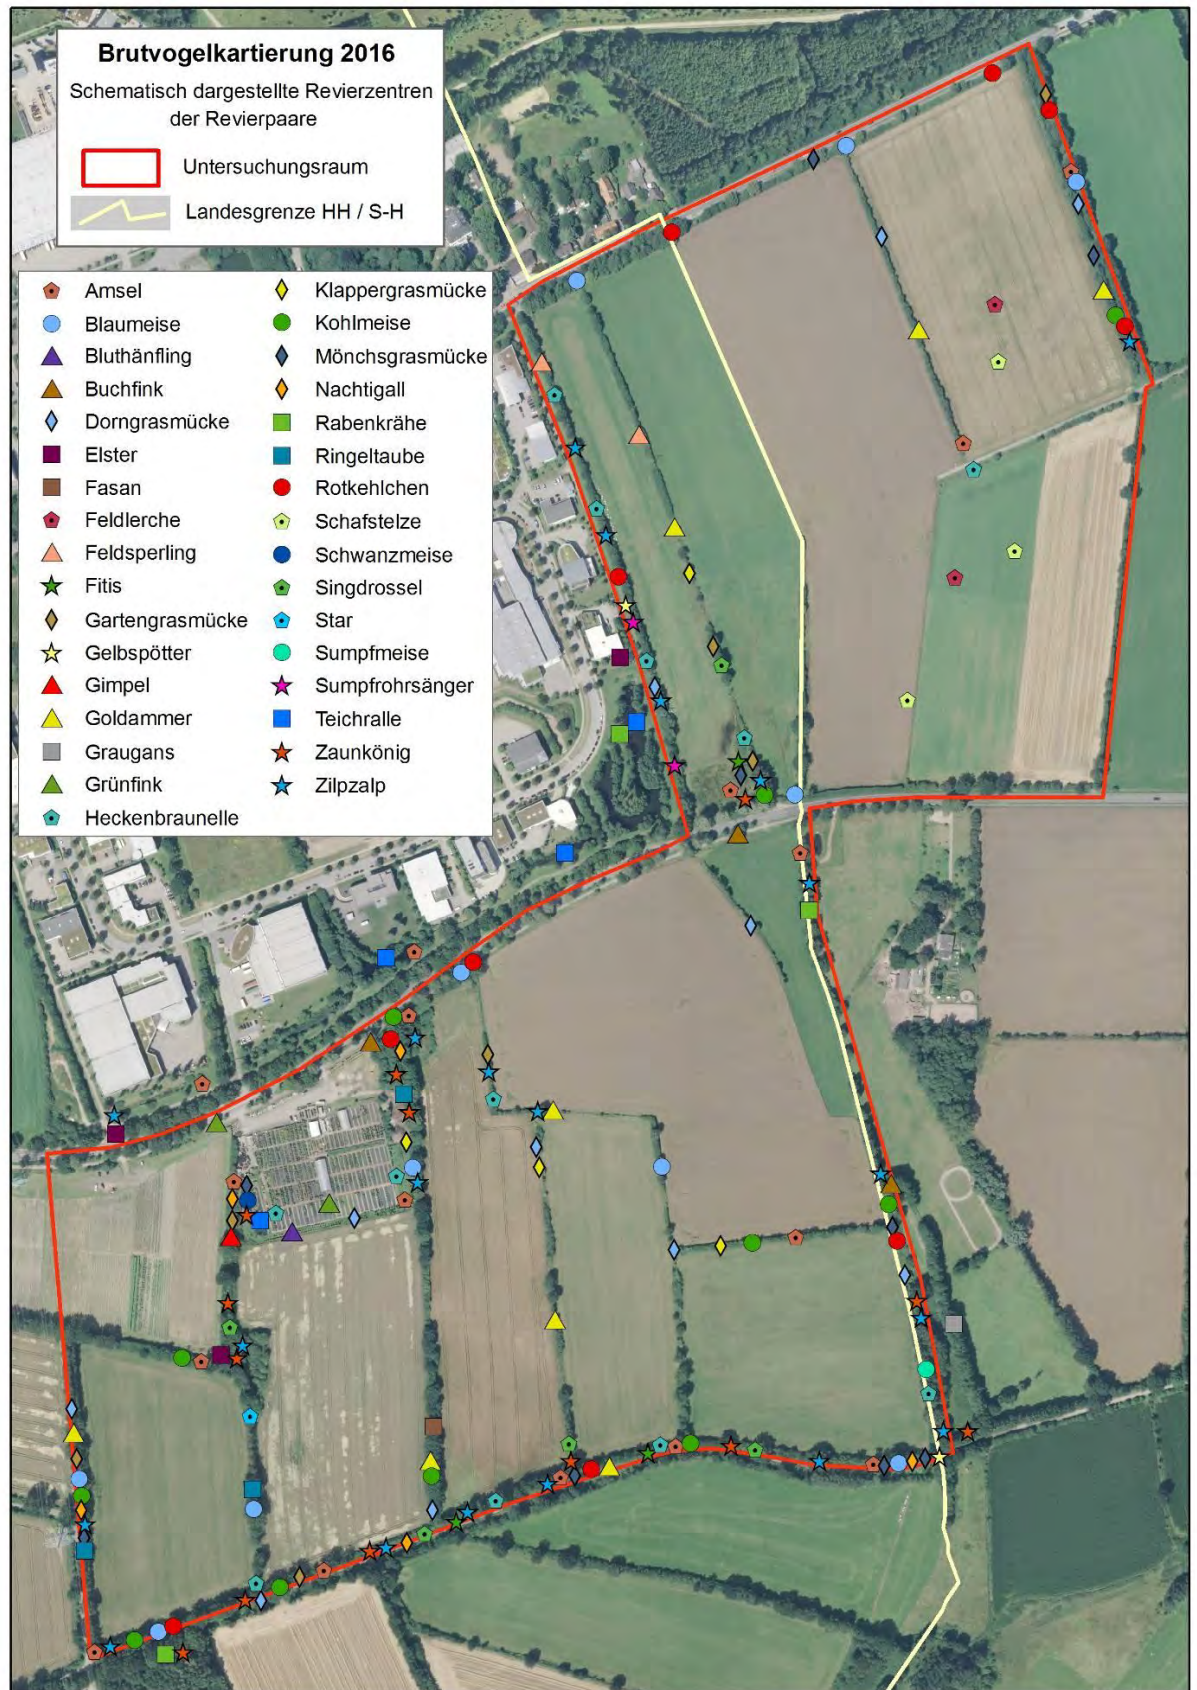 Brutvogelkartierung 2016
Schematisch dargestellte Revierzentren
der Revierpaare
Untersuchungsraum
Landesgrenze HH / S-H
Amsel
Blaumeise
Bluthänfling
Buchfink
Dorngrasmücke
Elster
Fasan
Feldlerche
Feldsperling
Fitis
Gartengrasmücke
Gelbspötter
Gimpel
Goldammer
Graugans
Grünfink
Heckenbraunelle
Klappergrasmücke
Kohlmeise
Mönchsgrasmücke
Nachtigall
Rabenkrähe
Ringeltaube
Rotkehlchen
Schafstelze
Schwanzmeise
Singdrossel
Star
Sumpfmeise
Sumpfrohrsänger
Teichralle
Zaunkönig
Zilpzalp